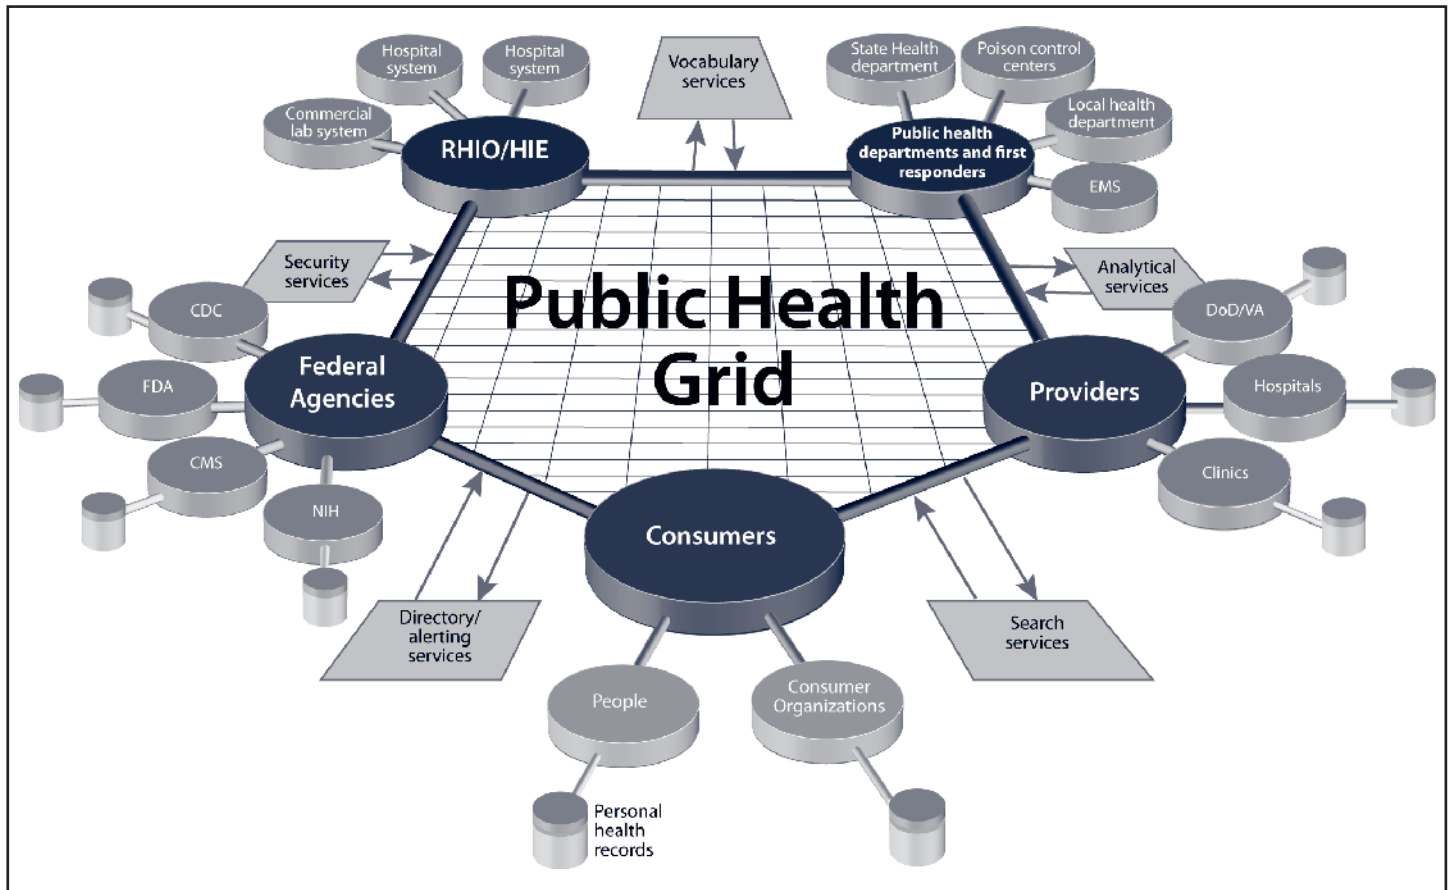 Hospital
system
Hospital
system
Commercial
lab system
RHIO/HIE
Vocabulary
services
State Health
department
Poison control
centers
Local health
department
Public health
departments and first
responders
EMS
Security
services
Analytical
services
Public Health
Grid
CDC
FDA
CMS
NIH
Federal
Agencies
DoD/VA
Hospitals
Clinics
Providers
Consumers
Directory/
alerting
services
Search
services
People
Consumer
Organizations
Personal
health
records